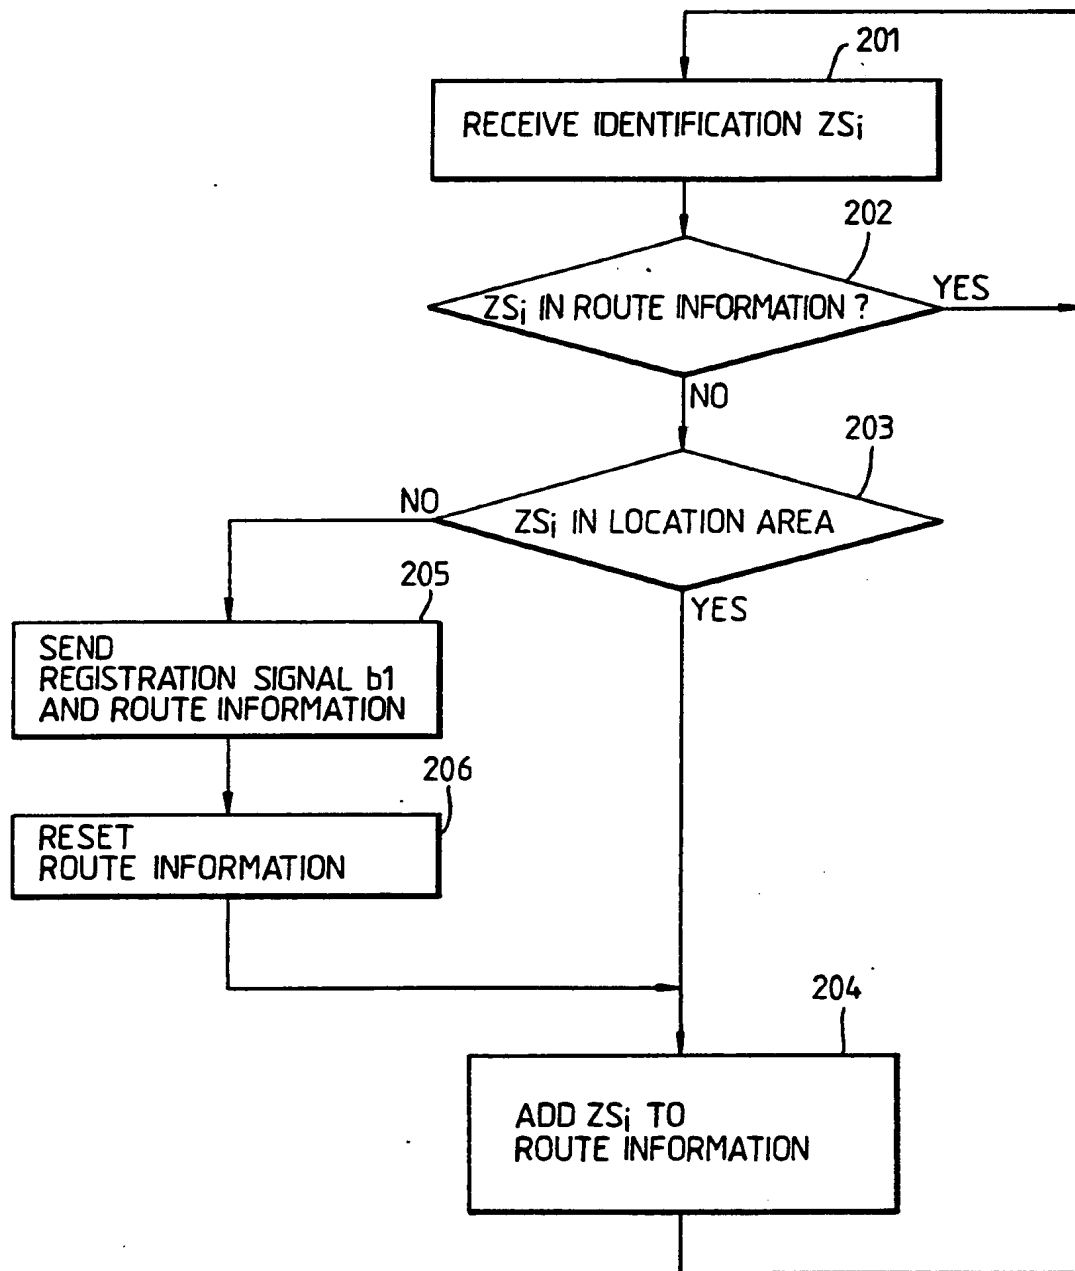 201
RECEIVE IDENTIFICATION ZSi
202
ZSi IN ROUTE INFORMATION ?
YES
NO
203
ZSi IN LOCATION AREA
NO
YES
205
SEND
REGISTRATION SIGNAL b1
AND ROUTE INFORMATION
206
RESET
ROUTE INFORMATION
204
ADD ZSi TO
ROUTE INFORMATION